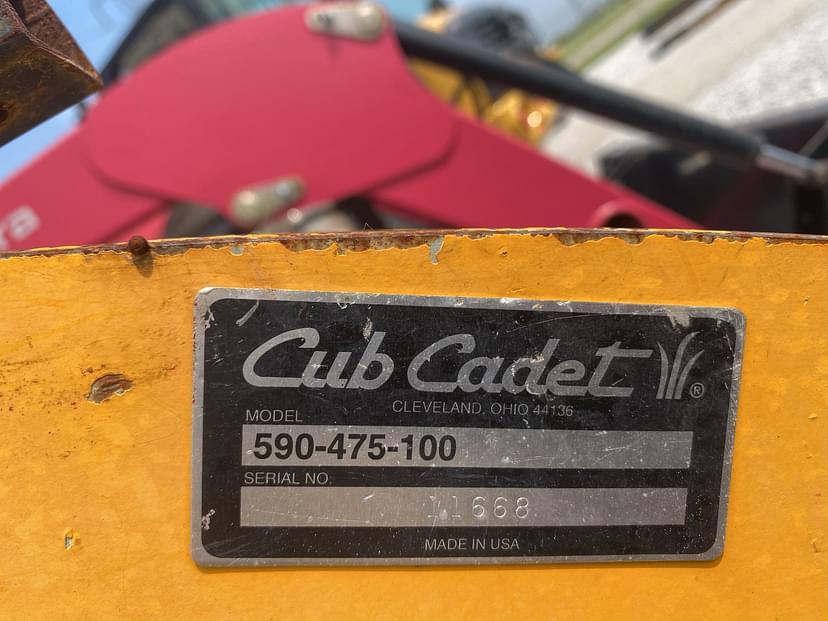 Cub Cadet ®
CLEVELAND, OHIO 44136
MODEL
590-475-100
SERIAL NO.
11668
MADE IN USA